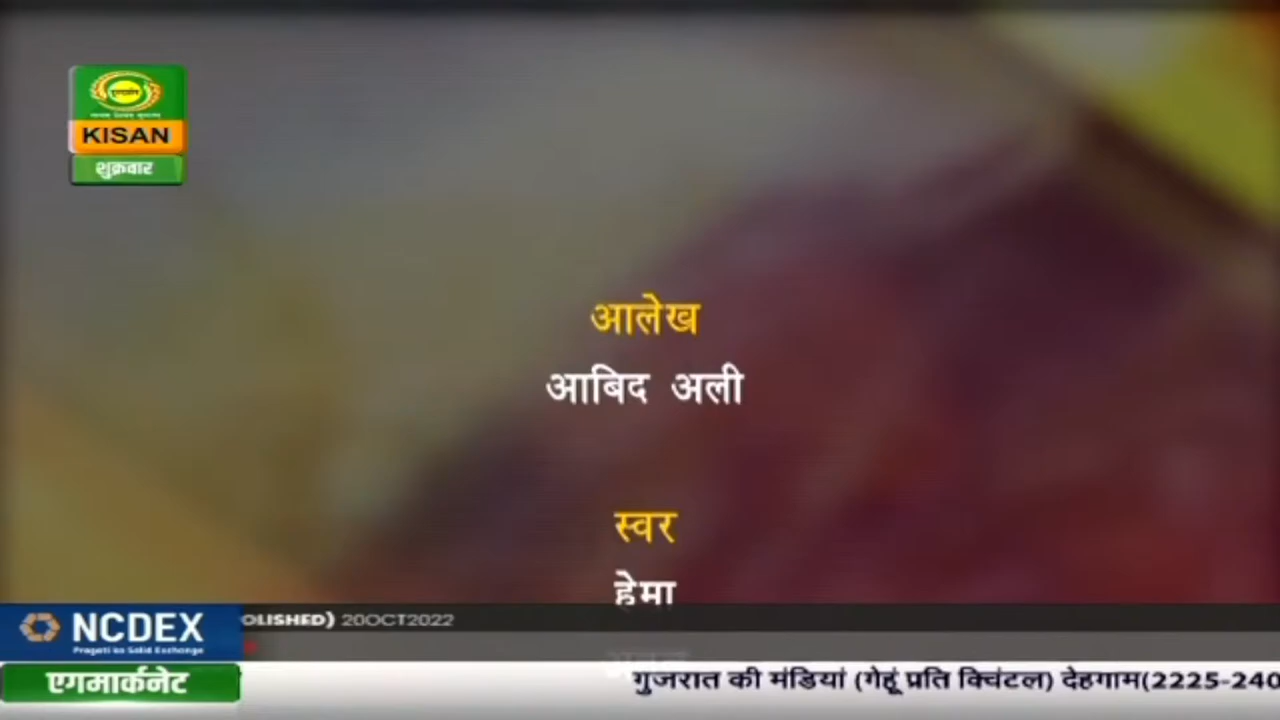 KISAN
शुक्रवार
आलेख
आबिद अली
स्वर
हेमा
NCDEX
Pragati ka Solid Exchange
OLISHED) 20OCT2022
एगमार्कनेट
गुजरात की मंडियां (गेहूं प्रति क्विंटल) देहगाम(2225-240